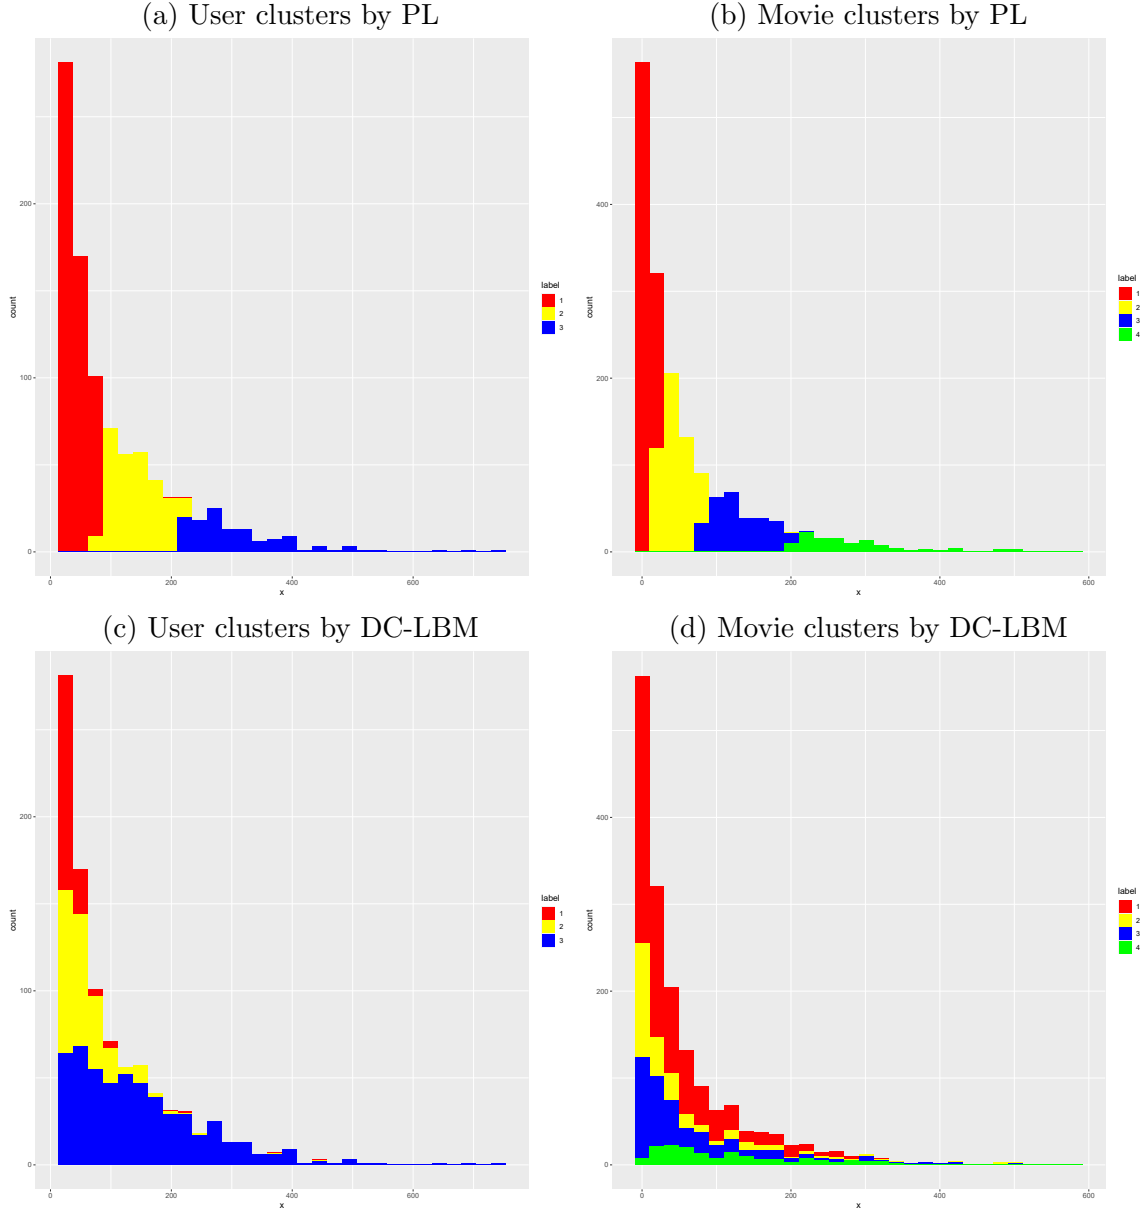 (a) User clusters by PL
(b) Movie clusters by PL
count
200
100
0
0
200
400
600
x
label
1
2
3
count
400
200
0
0
200
400
600
x
label
1
2
3
4
(c) User clusters by DC-LBM
(d) Movie clusters by DC-LBM
count
200
100
0
0
200
400
600
x
label
1
2
3
count
400
200
0
0
200
400
600
x
label
1
2
3
4